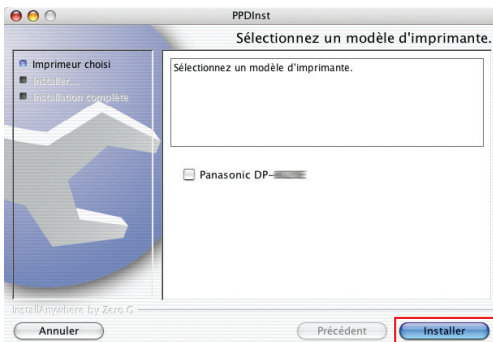 PPDInst
Sélectionnez un modèle d'imprimante.
Imprimeur choisi
Installer...
Installation complète
Sélectionnez un modèle d'imprimante.
Panasonic DP-
InstallAnywhere by Zero G
Annuler
Précédent
Installer